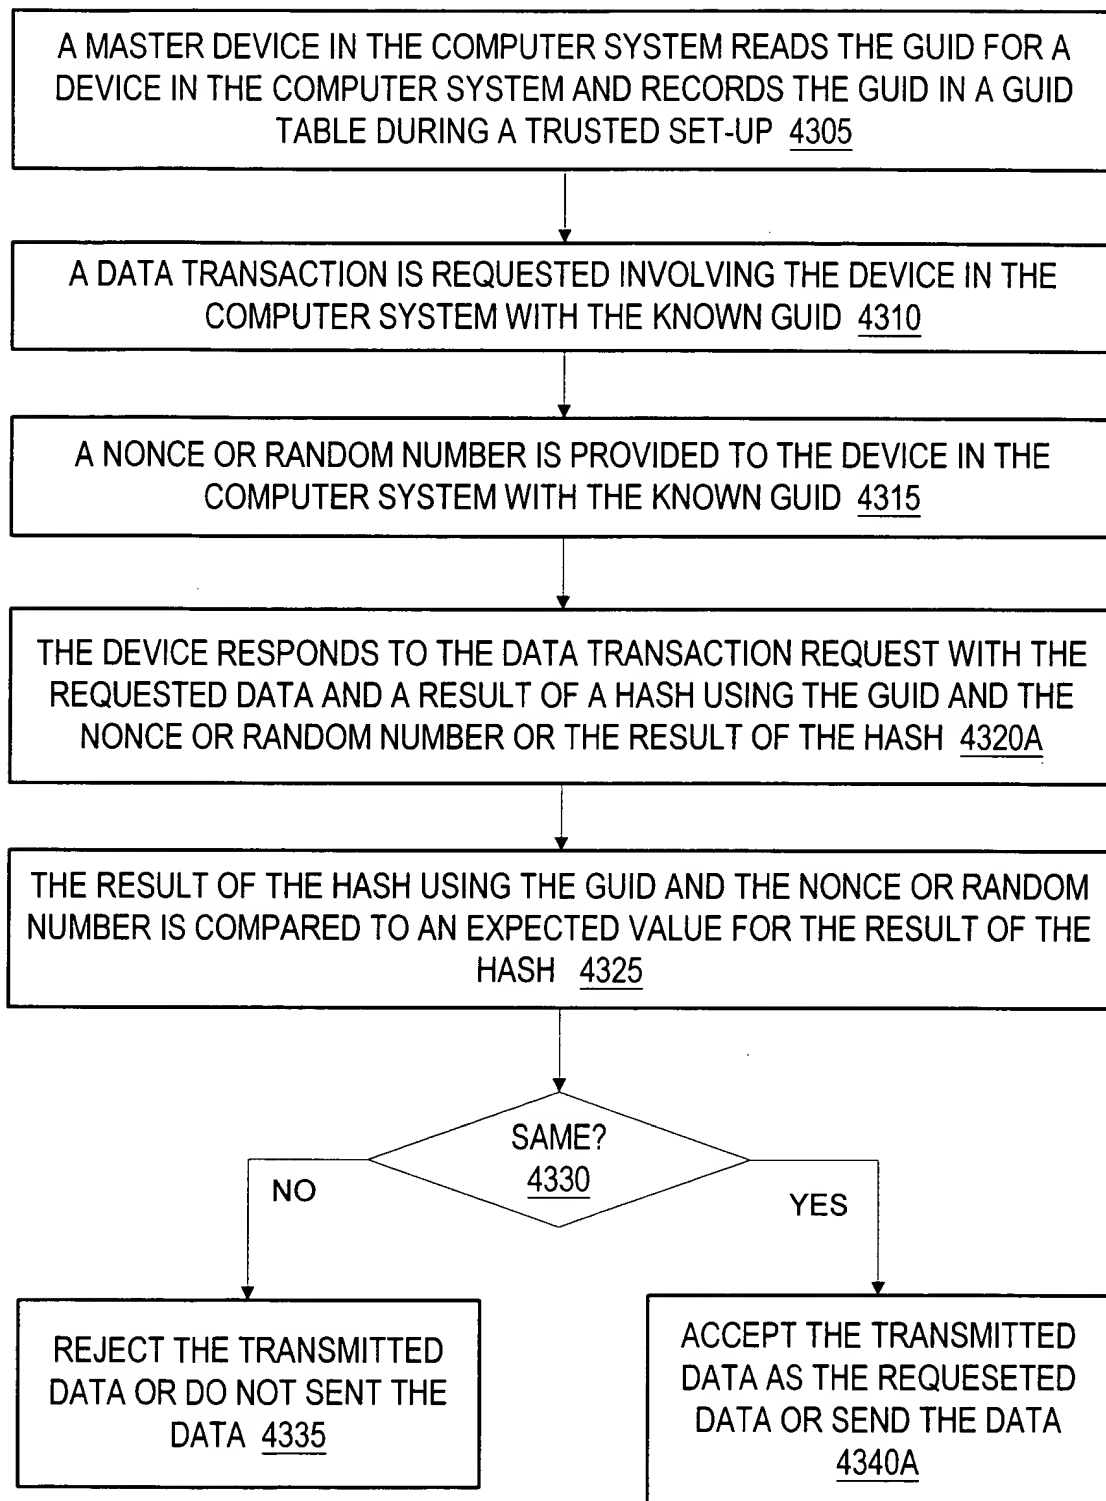 A MASTER DEVICE IN THE COMPUTER SYSTEM READS THE GUID FOR A
DEVICE IN THE COMPUTER SYSTEM AND RECORDS THE GUID IN A GUID
TABLE DURING A TRUSTED SET-UP 4305
A DATA TRANSACTION IS REQUESTED INVOLVING THE DEVICE IN THE
COMPUTER SYSTEM WITH THE KNOWN GUID 4310
A NONCE OR RANDOM NUMBER IS PROVIDED TO THE DEVICE IN THE
COMPUTER SYSTEM WITH THE KNOWN GUID 4315
THE DEVICE RESPONDS TO THE DATA TRANSACTION REQUEST WITH THE
REQUESTED DATA AND A RESULT OF A HASH USING THE GUID AND THE
NONCE OR RANDOM NUMBER OR THE RESULT OF THE HASH 4320A
THE RESULT OF THE HASH USING THE GUID AND THE NONCE OR RANDOM
NUMBER IS COMPARED TO AN EXPECTED VALUE FOR THE RESULT OF THE
HASH 4325
SAME?
4330
NO
YES
REJECT THE TRANSMITTED
DATA OR DO NOT SENT THE
DATA 4335
ACCEPT THE TRANSMITTED
DATA AS THE REQUESETED
DATA OR SEND THE DATA
4340A